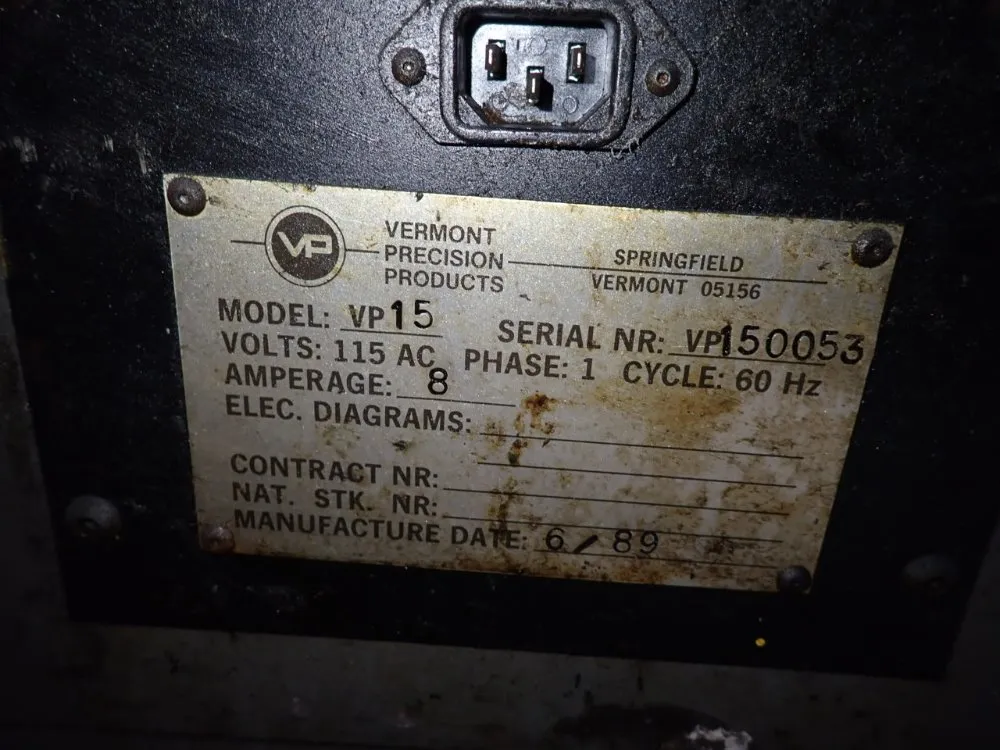 VP
VERMONT
PRECISION
PRODUCTS
SPRINGFIELD
VERMONT 05156
MODEL: VP15
SERIAL NR: VP150053
VOLTS: 115 AC PHASE: 1 CYCLE: 60 Hz
AMPERAGE: 8
ELEC. DIAGRAMS:
CONTRACT NR:
NAT. STK. NR:
MANUFACTURE DATE: 6/89